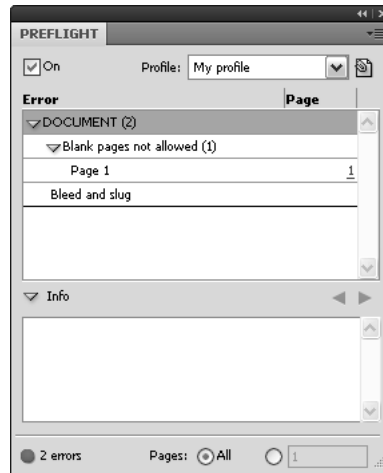 PREFLIGHT
On Profile: My profile
Error Page
DOCUMENT (2)
Blank pages not allowed (1)
Page 1 1
Bleed and slug
Info
2 errors Pages: All 1